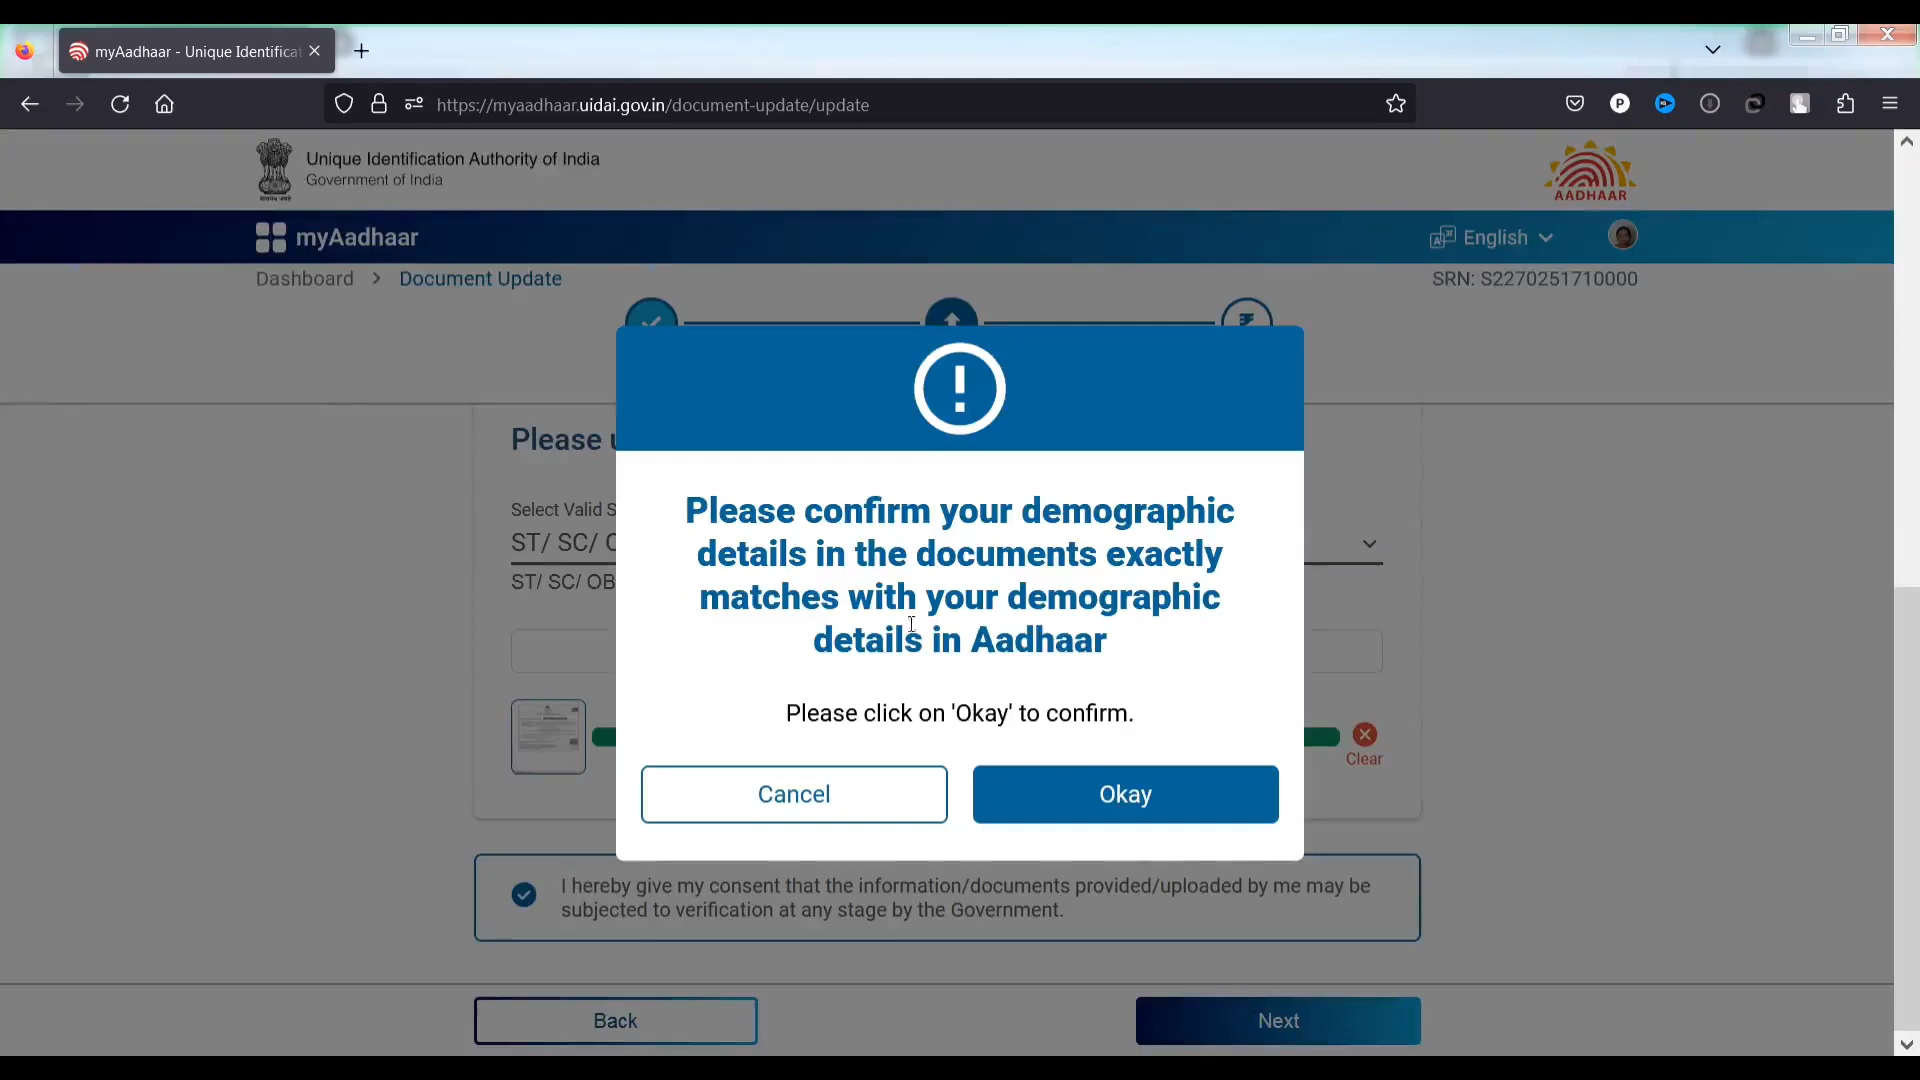 myAadhaar - Unique Identificat
https://myaadhaar.uidai.gov.in/document-update/update
Unique Identification Authority of India
Government of India
AADHAAR
myAadhaar
English
Dashboard > Document Update
SRN: S2270251710000
Please u
Select Valid S
ST/ SC/ O
ST/ SC/ OB
Please confirm your demographic
details in the documents exactly
matches with your demographic
details in Aadhaar
Please click on 'Okay' to confirm.
Cancel
Okay
Clear
I hereby give my consent that the information/documents provided/uploaded by me may be
subjected to verification at any stage by the Government.
Back
Next